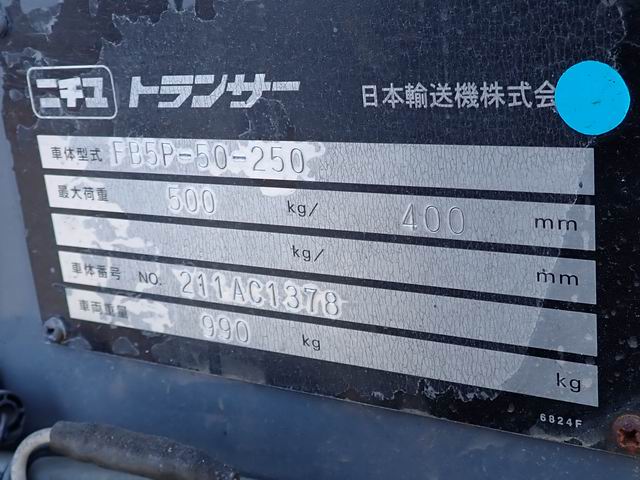 ニチユ トランサー 日本輸送機株式会
車体型式 FB5P-50-250
最大荷重 500 kg/ 400 mm
kg/ mm
車体番号 NO. 211AC1378
車両重量 990 kg kg
6824F